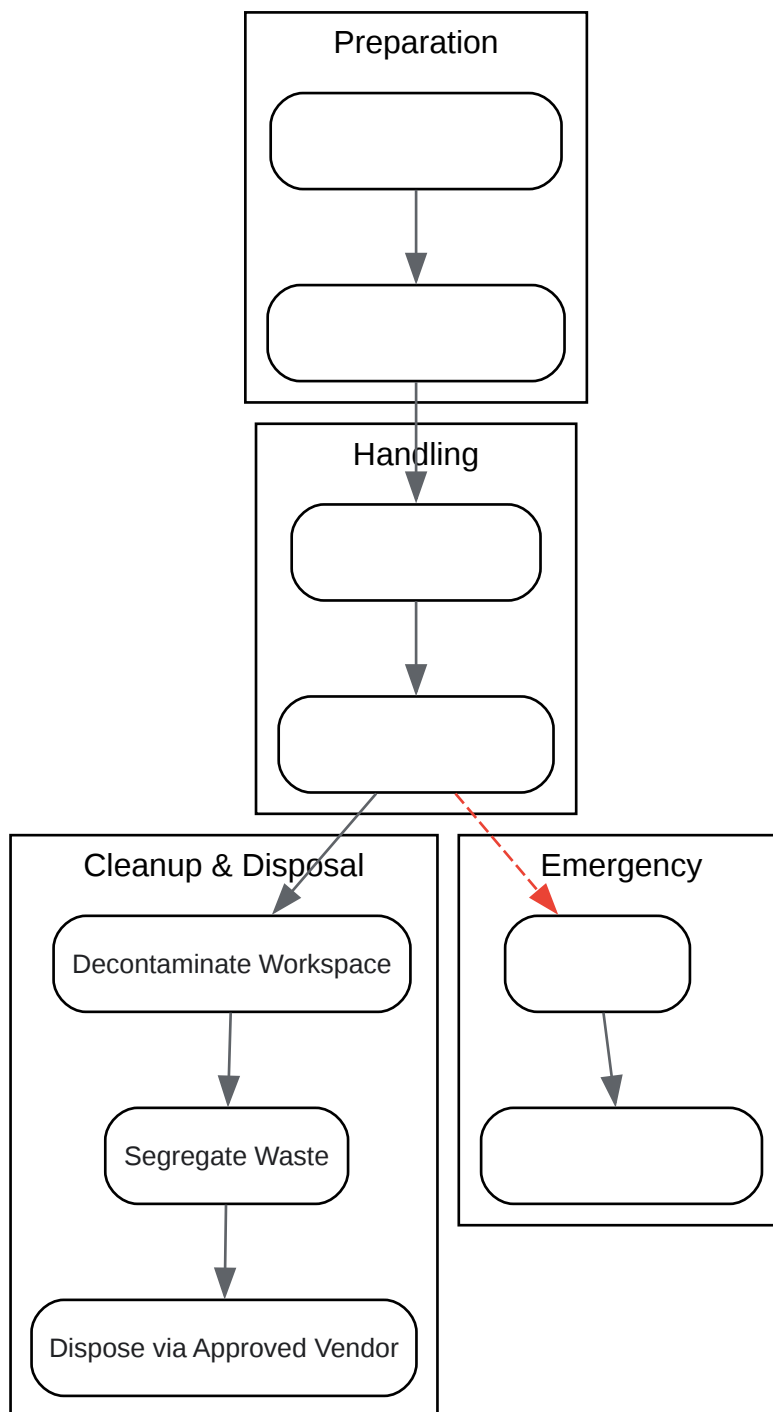 Preparation
Handling
Cleanup & Disposal
Emergency
Decontaminate Workspace
Segregate Waste
Dispose via Approved Vendor